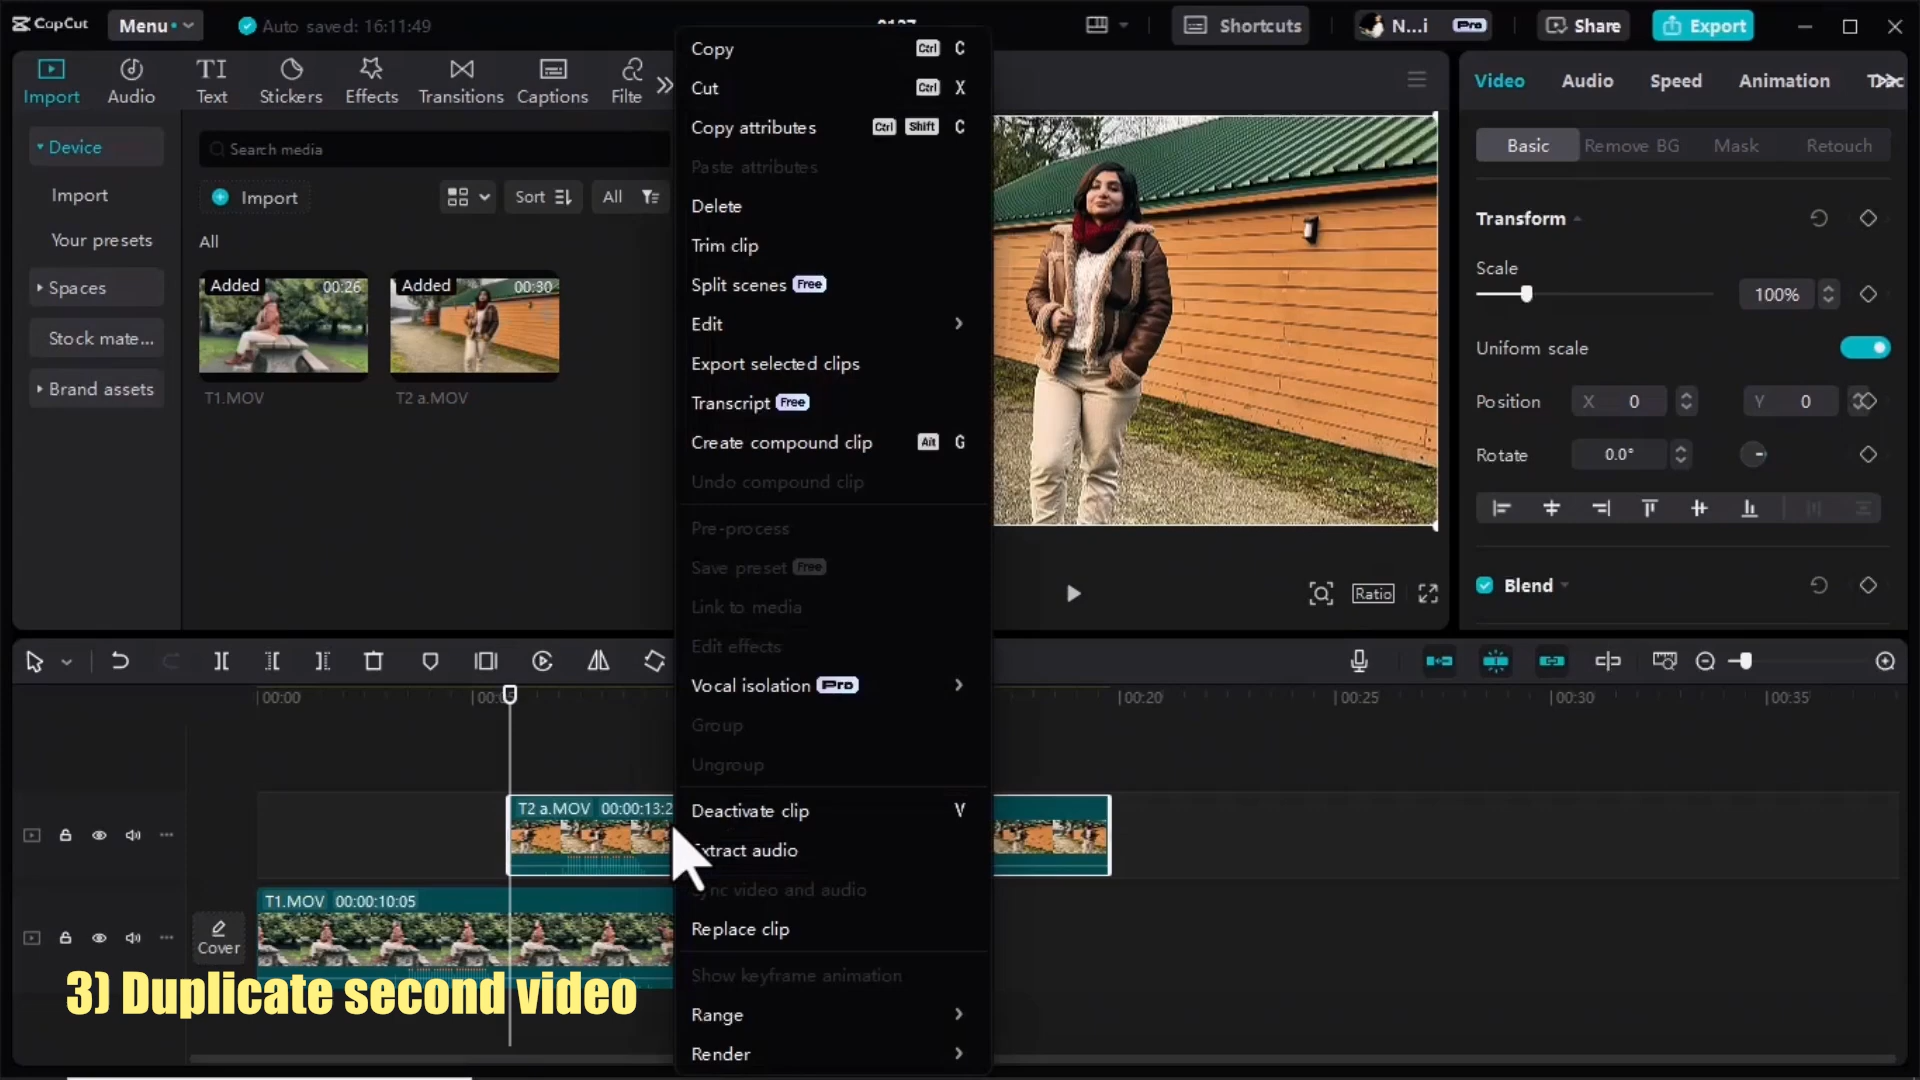 CapCut
Menu
Auto saved: 16:11:49
Shortcuts
N...i
Pro
Share
Export
Import
Audio
Text
Stickers
Effects
Transitions
Captions
Filte
Device
Import
Your presets
Spaces
Stock mate...
Brand assets
Search media
Import
Sort
All
All
Added
00:26
T1.MOV
Added
00:30
T2 a.MOV
Copy Ctrl C
Cut Ctrl X
Copy attributes Ctrl Shift C
Paste attributes
Delete
Trim clip
Split scenes Free
Edit
Export selected clips
Transcript Free
Create compound clip Alt G
Undo compound clip
Pre-process
Save preset Free
Link to media
Edit effects
Vocal isolation Pro
Group
Ungroup
Deactivate clip V
Extract audio
Sync video and audio
Replace clip
Show keyframe animation
Range
Render
Ratio
Video
Audio
Speed
Animation
Basic
Remove BG
Mask
Retouch
Transform
Scale
100%
Uniform scale
Position X 0 Y 0
Rotate 0.0°
Blend
00:00
00:20
00:25
00:30
00:35
T2 a.MOV 00:00:13:2
T1.MOV 00:00:10:05
Cover
3) Duplicate second video